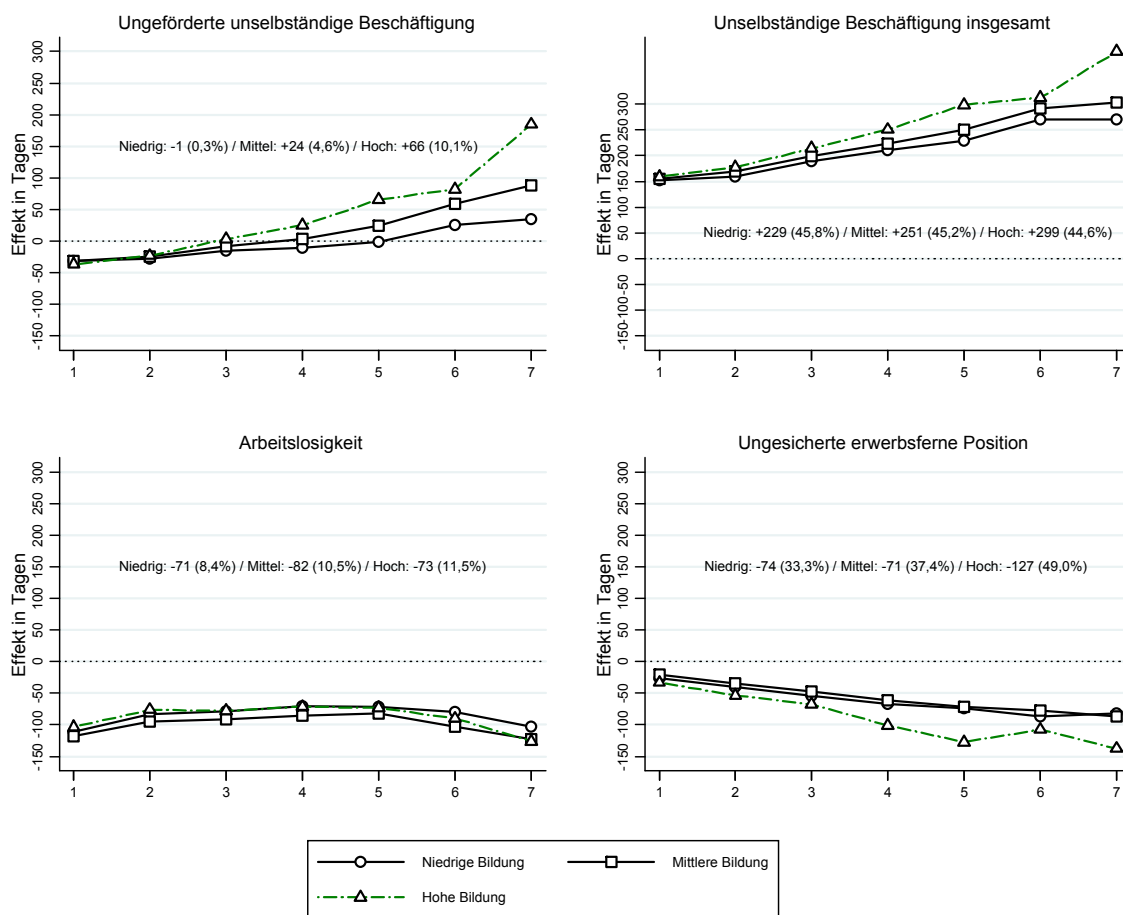 Ungeförderte unselbständige Beschäftigung
Effekt in Tagen
300
250
200
150
100
50
0
-50
-100
-150
Niedrig: -1 (0,3%) / Mittel: +24 (4,6%) / Hoch: +66 (10,1%)
1 2 3 4 5 6 7
Unselbständige Beschäftigung insgesamt
Effekt in Tagen
300
250
200
150
100
50
0
-50
-100
-150
Niedrig: +229 (45,8%) / Mittel: +251 (45,2%) / Hoch: +299 (44,6%)
1 2 3 4 5 6 7
Arbeitslosigkeit
Effekt in Tagen
300
250
200
150
100
50
0
-50
-100
-150
Niedrig: -71 (8,4%) / Mittel: -82 (10,5%) / Hoch: -73 (11,5%)
1 2 3 4 5 6 7
Ungesicherte erwerbsferne Position
Effekt in Tagen
300
250
200
150
100
50
0
-50
-100
-150
Niedrig: -74 (33,3%) / Mittel: -71 (37,4%) / Hoch: -127 (49,0%)
1 2 3 4 5 6 7
Niedrige Bildung
Mittlere Bildung
Hohe Bildung